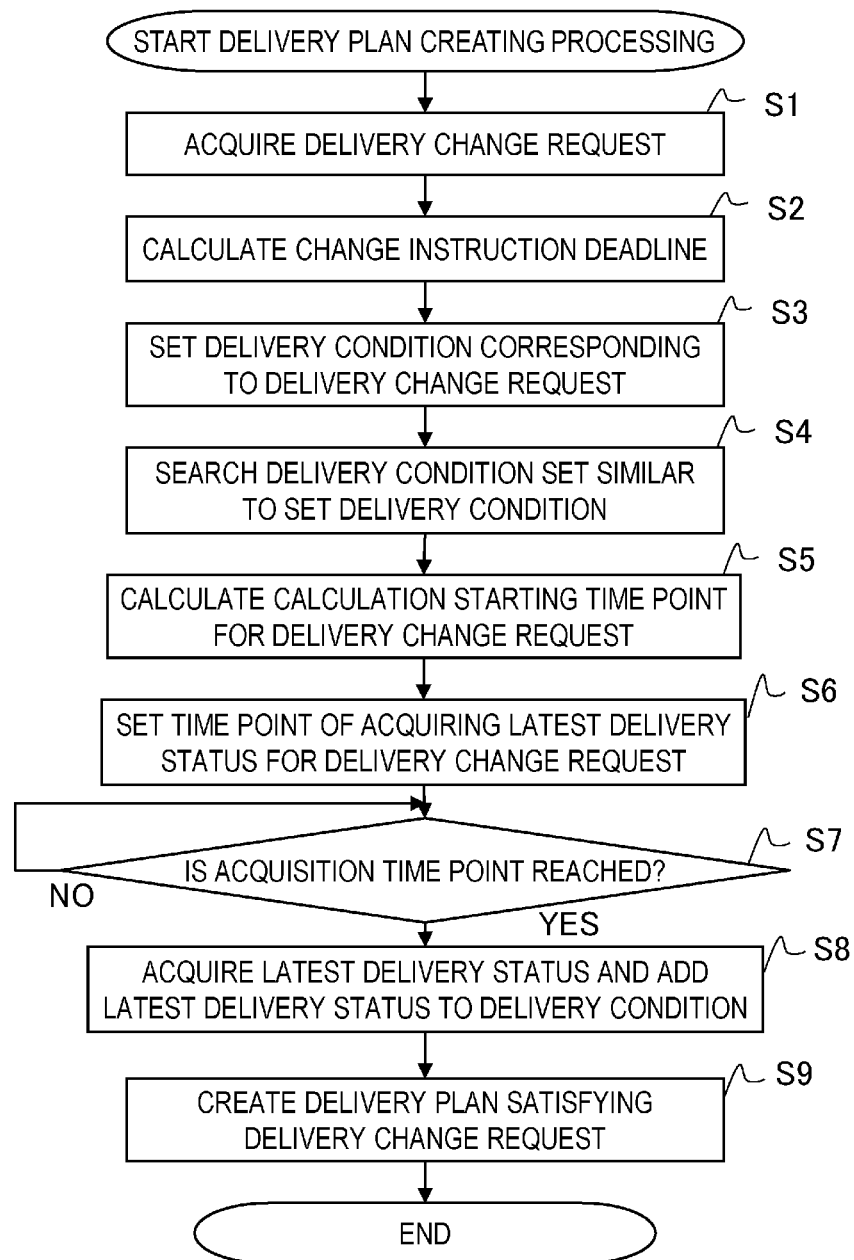 START DELIVERY PLAN CREATING PROCESSING
S1
ACQUIRE DELIVERY CHANGE REQUEST
S2
CALCULATE CHANGE INSTRUCTION DEADLINE
S3
SET DELIVERY CONDITION CORRESPONDING
TO DELIVERY CHANGE REQUEST
S4
SEARCH DELIVERY CONDITION SET SIMILAR
TO SET DELIVERY CONDITION
S5
CALCULATE CALCULATION STARTING TIME POINT
FOR DELIVERY CHANGE REQUEST
S6
SET TIME POINT OF ACQUIRING LATEST DELIVERY
STATUS FOR DELIVERY CHANGE REQUEST
S7
IS ACQUISITION TIME POINT REACHED?
NO
YES
S8
ACQUIRE LATEST DELIVERY STATUS AND ADD
LATEST DELIVERY STATUS TO DELIVERY CONDITION
S9
CREATE DELIVERY PLAN SATISFYING
DELIVERY CHANGE REQUEST
END